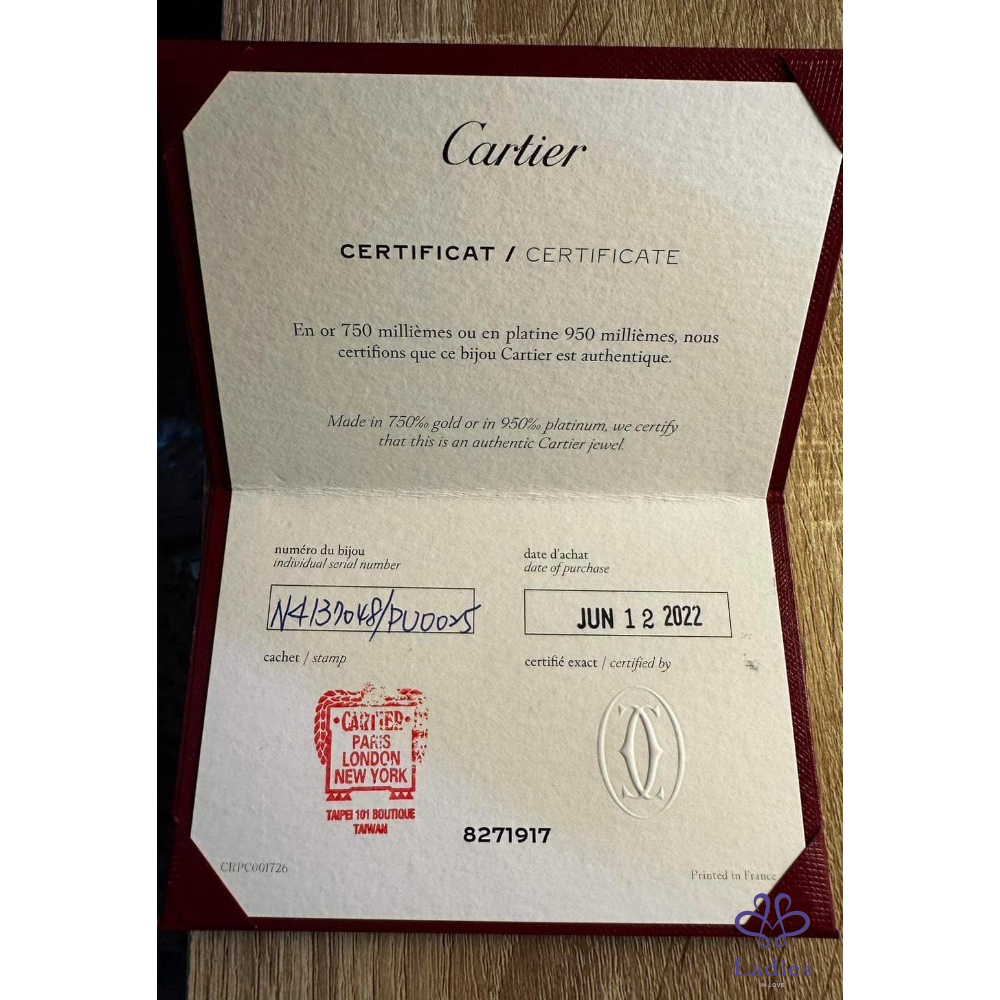 Cartier
CERTIFICAT / CERTIFICATE
En or 750 millièmes ou en platine 950 millièmes, nous
certifions que ce bijou Cartier est authentique.
Made in 750‰ gold or in 950‰ platinum, we certify
that this is an authentic Cartier jewel.
numéro du bijou
individual serial number
N4137048/PU0025
date d'achat
date of purchase
JUN 12 2022
cachet / stamp
certifié exact / certified by
•CARTIER•
PARIS
LONDON
NEW YORK
TAIPEI 101 BOUTIQUE
TAIWAN
8271917
CRPC001726
Printed in France
Ladies
IN LOVE